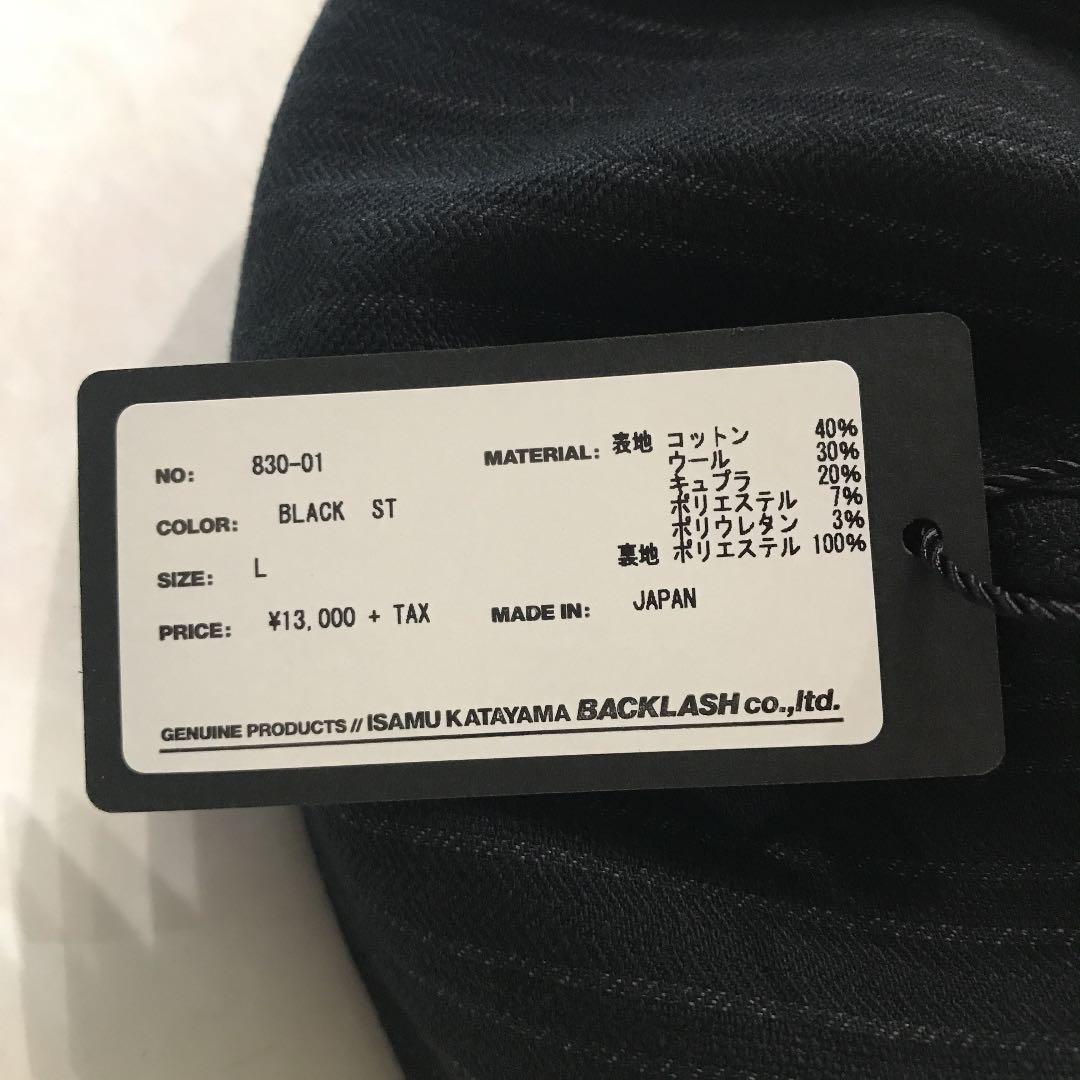 NO: 830-01
COLOR: BLACK ST
SIZE: L
PRICE: ¥13,000 + TAX
MATERIAL: 表地 コットン 40%
ウール 30%
キュプラ 20%
ポリエステル 7%
ポリウレタン 3%
裏地 ポリエステル 100%
MADE IN: JAPAN
GENUINE PRODUCTS // ISAMU KATAYAMA BACKLASH co.,ltd.